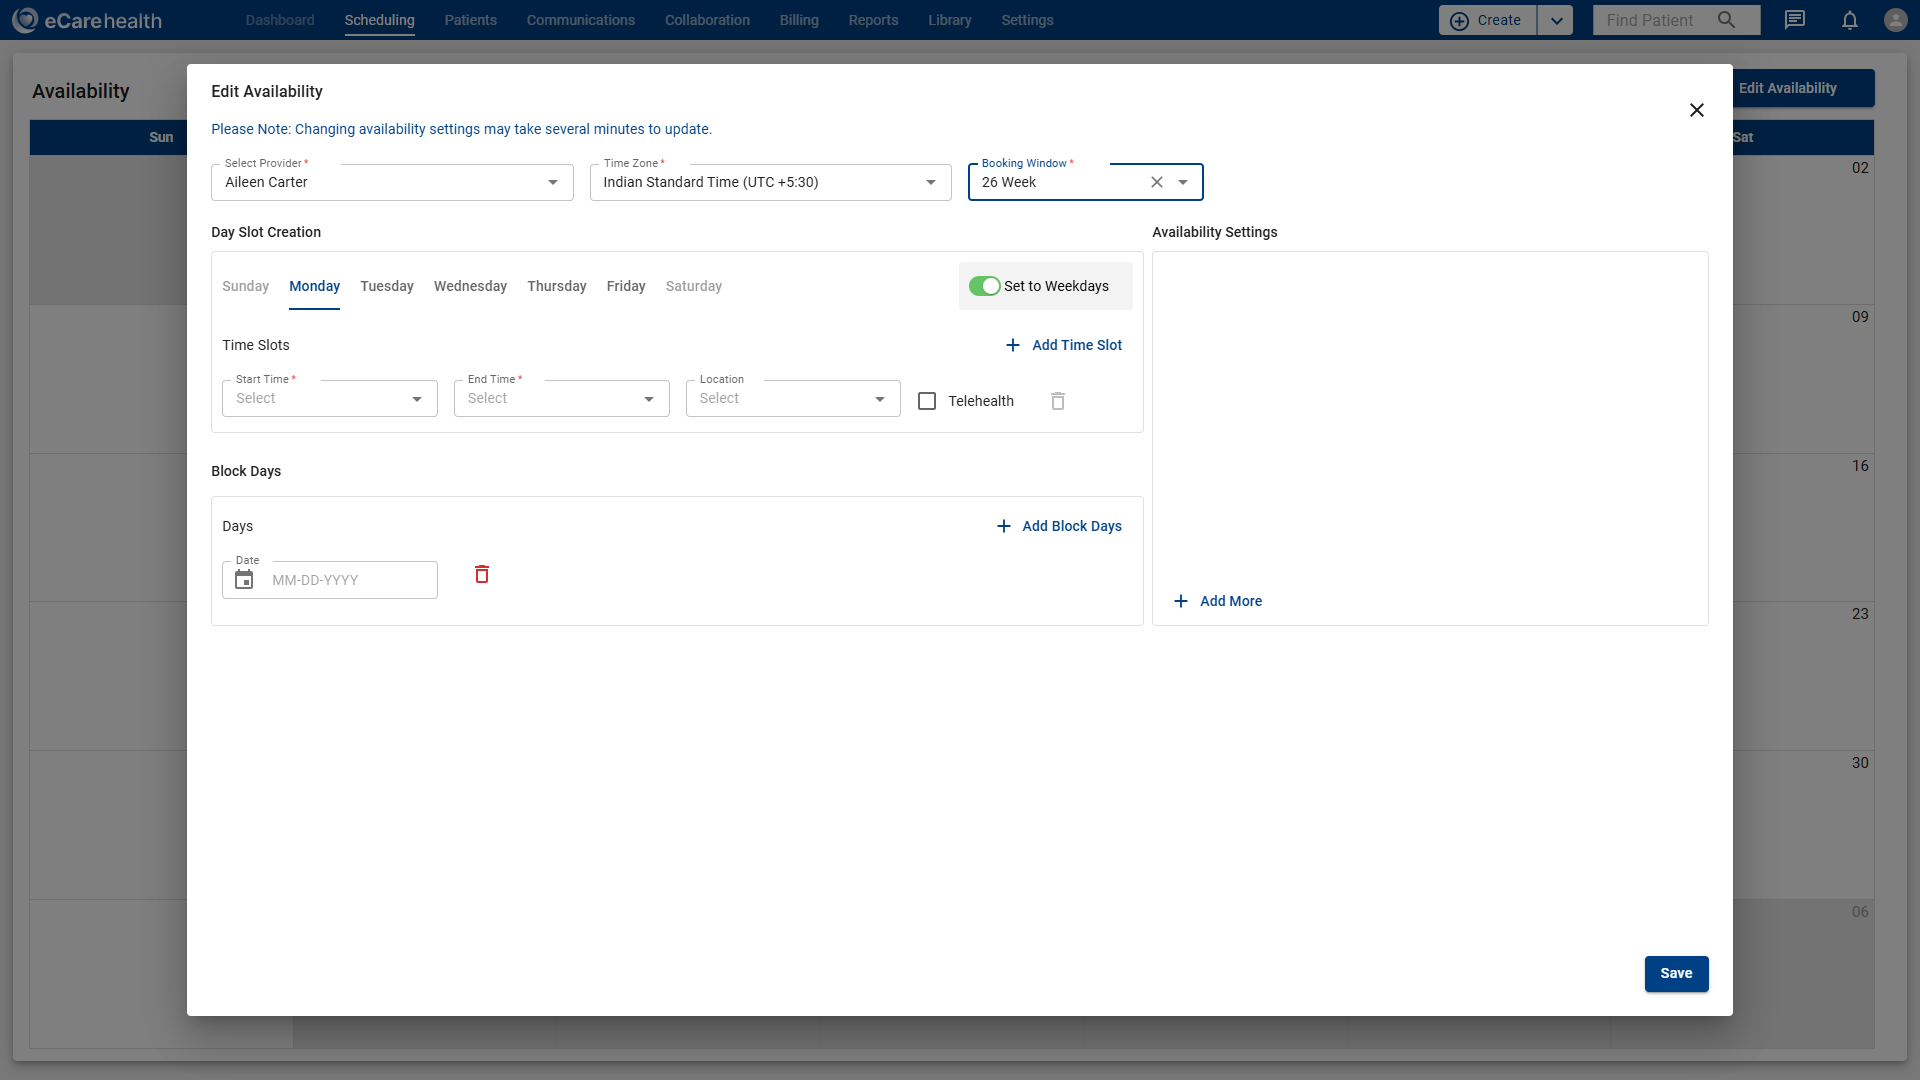 eCarehealth
Dashboard Scheduling Patients Communications Collaboration Billing Reports Library Settings
Create
Find Patient
Availability
Edit Availability
Sun
Sat
02
09
16
23
30
06
Edit Availability
Please Note: Changing availability settings may take several minutes to update.
Select Provider *
Aileen Carter
Time Zone *
Indian Standard Time (UTC +5:30)
Booking Window *
26 Week
Day Slot Creation
Sunday Monday Tuesday Wednesday Thursday Friday Saturday
Set to Weekdays
Time Slots
Add Time Slot
Start Time *
Select
End Time *
Select
Location
Select
Telehealth
Block Days
Days
Add Block Days
Date
MM-DD-YYYY
Availability Settings
Add More
Save